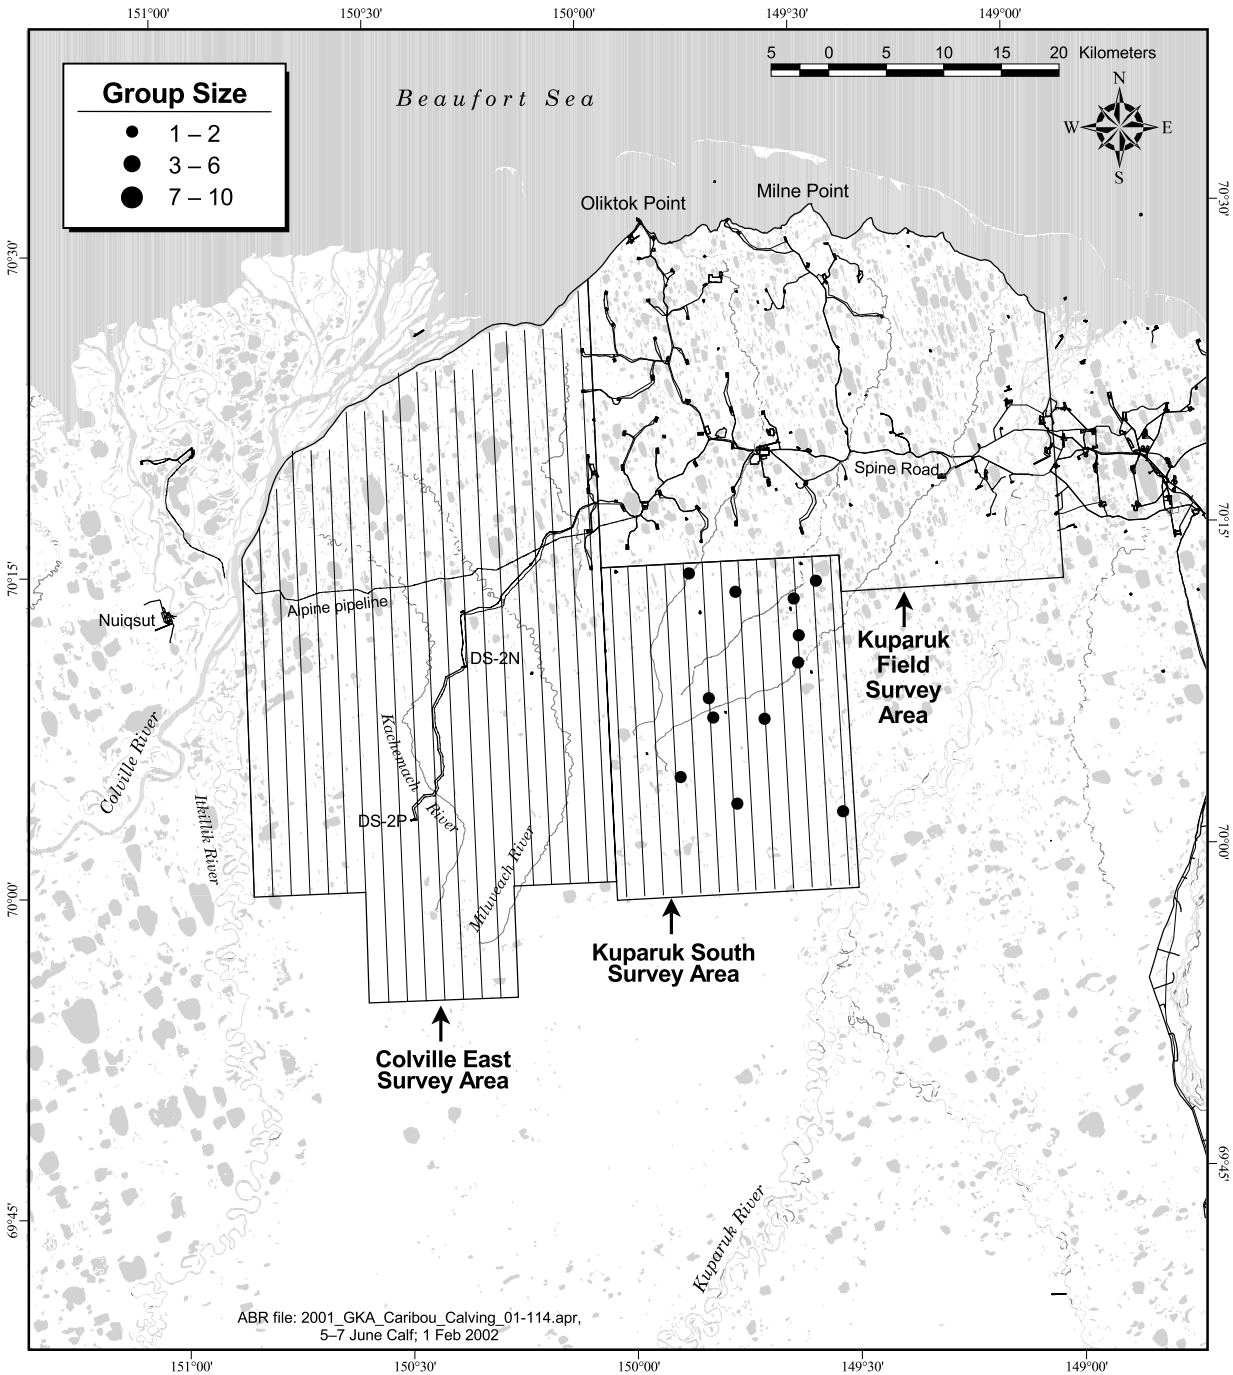 151°00'
150°30'
150°00'
149°30'
149°00'
5 0 5 10 15 20 Kilometers
Group Size
1 – 2
3 – 6
7 – 10
Beaufort Sea
N
W E
S
Oliktok Point
Milne Point
70°30'
70°30'
Spine Road
70°15'
70°15'
Alpine pipeline
Nuiqsut
DS-2N
Kuparuk
Field
Survey
Area
Colville River
Itkillik River
Kachemach River
DS-2P
Miluveach River
70°00'
70°00'
Kuparuk South
Survey Area
Colville East
Survey Area
69°45'
69°45'
Kuparuk River
ABR file: 2001_GKA_Caribou_Calving_01-114.apr,
5–7 June Calf; 1 Feb 2002
151°00'
150°30'
150°00'
149°30'
149°00'